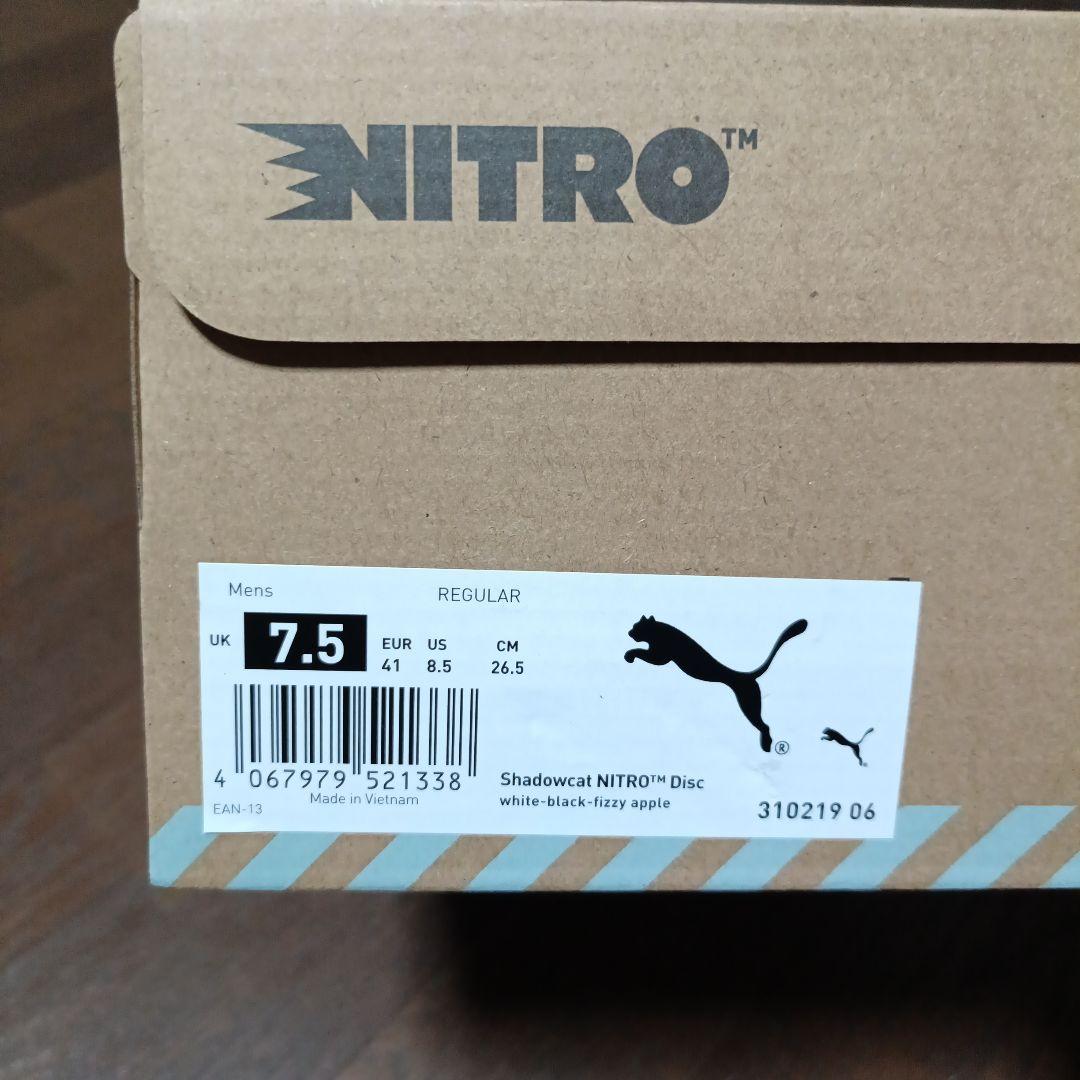 NITRO™
Mens REGULAR
UK 7.5 EUR US CM
41 8.5 26.5
®
4 067979 521338
Made in Vietnam
EAN-13
Shadowcat NITRO™ Disc
white-black-fizzy apple
310219 06